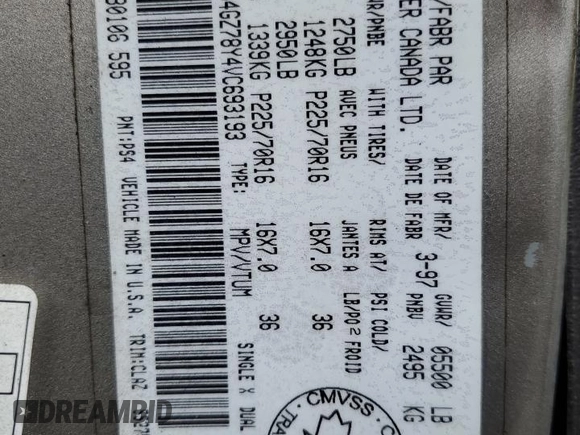 /FABR PAR DATE OF MFR/ GVWR/ 05500 LB
ER CANADA LTD. DATE DE FABR 3-97 PNBV 2495 KG
R/PNBE WITH TIRES/ RIMS AT/ PSI COLD/
2750LB AVEC PNEUS JANTES A LB/PO² FROID
1248KG P225/70R16 16X7.0 36
2950LB
1339KG P225/70R16 16X7.0 36
4GZ78Y4VC693193 TYPE: MPV/VTUM SINGLE X DUAL
8010G 595 PNT:PS4 VEHICLE MADE IN U.S.A. TRIM:CLAZ
CMVSS
TRA
DREAMBID